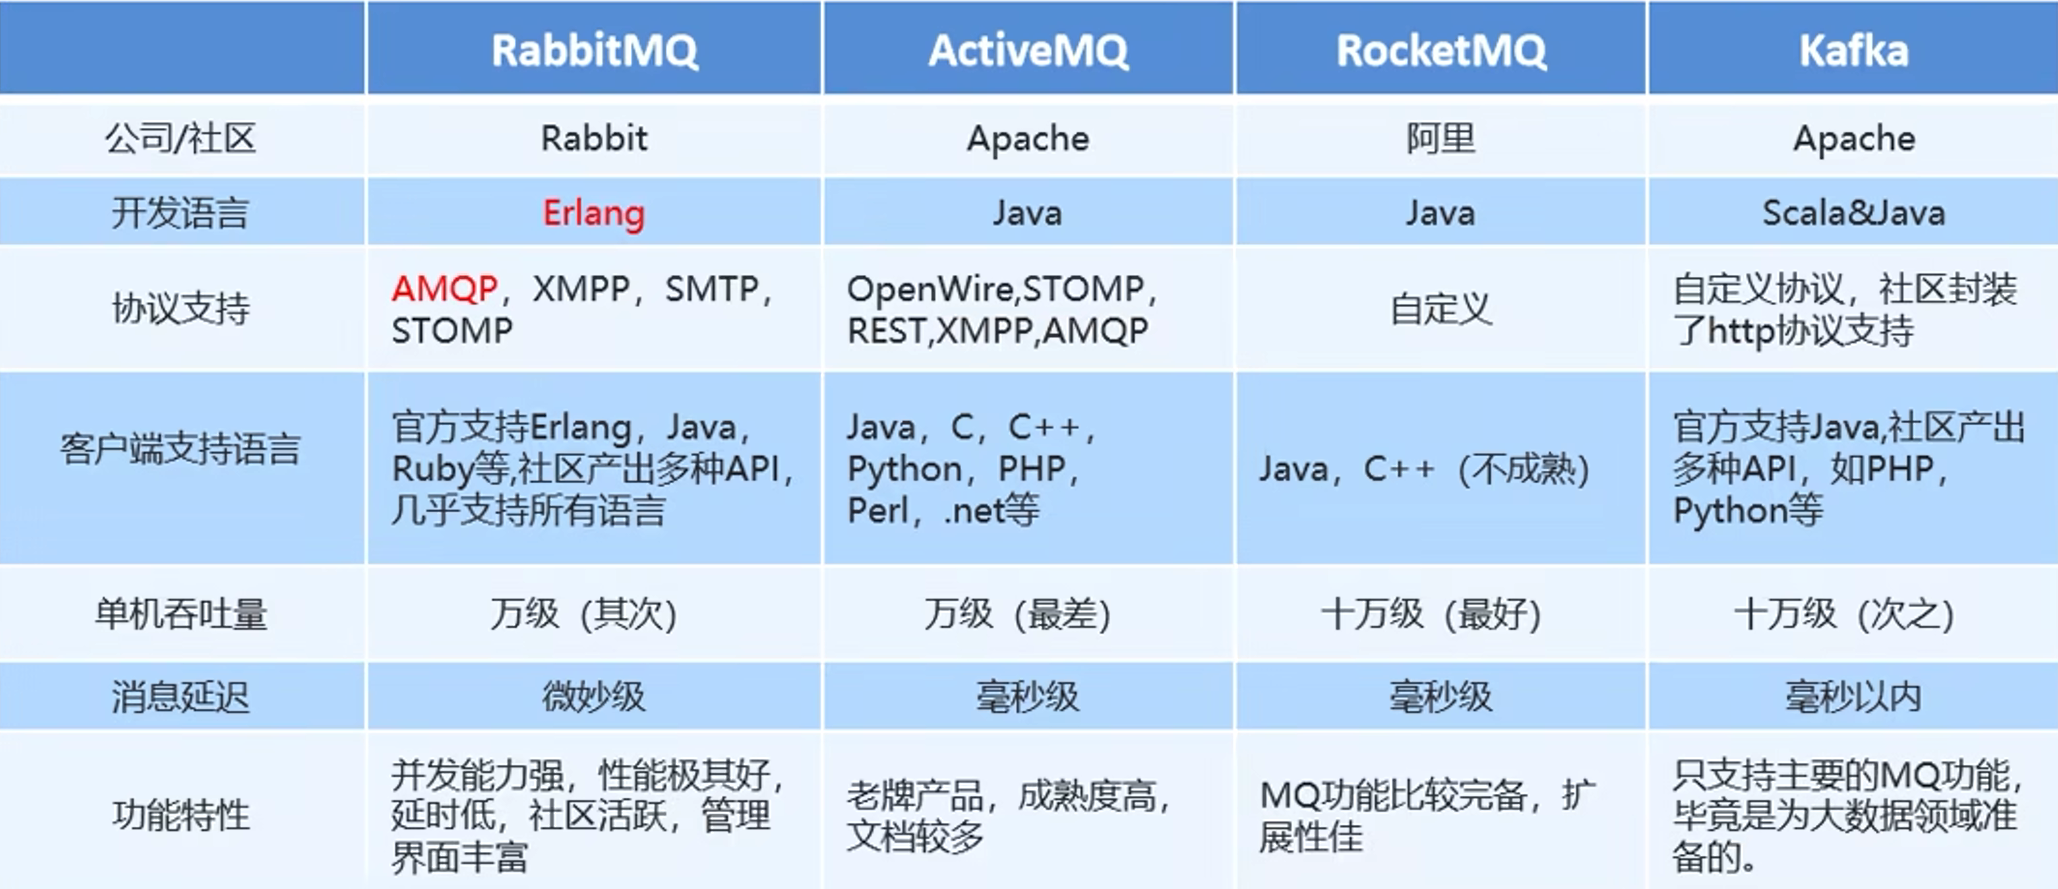 RabbitMQ ActiveMQ RocketMQ Kafka
公司/社区 Rabbit Apache 阿里 Apache
开发语言 Erlang Java Java Scala&Java
协议支持
AMQP，XMPP，SMTP，
STOMP
OpenWire,STOMP，
REST,XMPP,AMQP
自定义
自定义协议，社区封装
了http协议支持
客户端支持语言
官方支持Erlang，Java，
Ruby等,社区产出多种API，
几乎支持所有语言
Java，C，C++，
Python，PHP，
Perl，.net等
Java，C++（不成熟）
官方支持Java,社区产出
多种API，如PHP，
Python等
单机吞吐量 万级（其次） 万级（最差） 十万级（最好） 十万级（次之）
消息延迟 微妙级 毫秒级 毫秒级 毫秒以内
功能特性
并发能力强，性能极其好，
延时低，社区活跃，管理
界面丰富
老牌产品，成熟度高，
文档较多
MQ功能比较完备，扩
展性佳
只支持主要的MQ功能，
毕竟是为大数据领域准
备的。